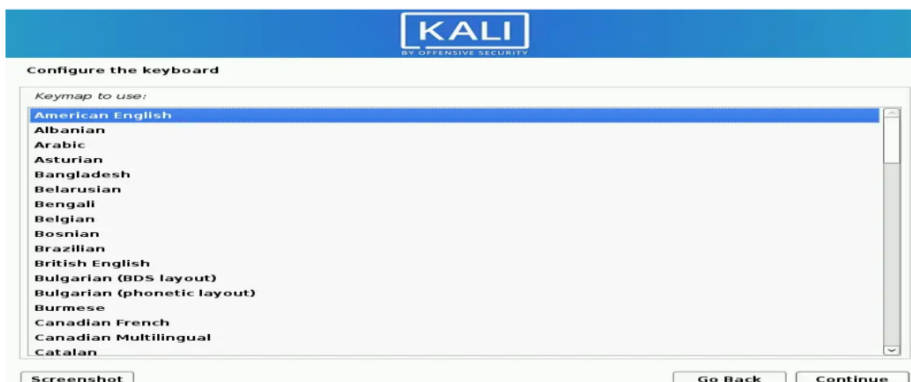 KALI
BY OFFENSIVE SECURITY
Configure the keyboard
Keymap to use:
American English
Albanian
Arabic
Asturian
Bangladesh
Belarusian
Bengali
Belgian
Bosnian
Brazilian
British English
Bulgarian (BDS layout)
Bulgarian (phonetic layout)
Burmese
Canadian French
Canadian Multilingual
Catalan
Screenshot Go Back Continue